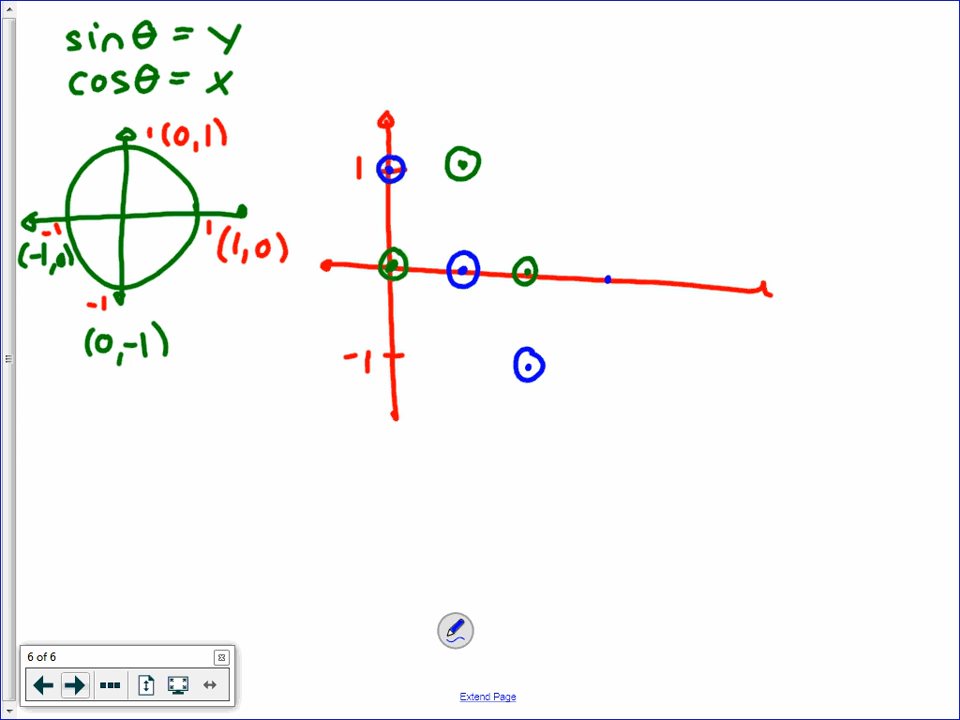 sinθ = y
cosθ = x
1 (0,1)
-1
(-1,0)
1
(1,0)
-1
(0,-1)
1
-1
6 of 6
Extend Page